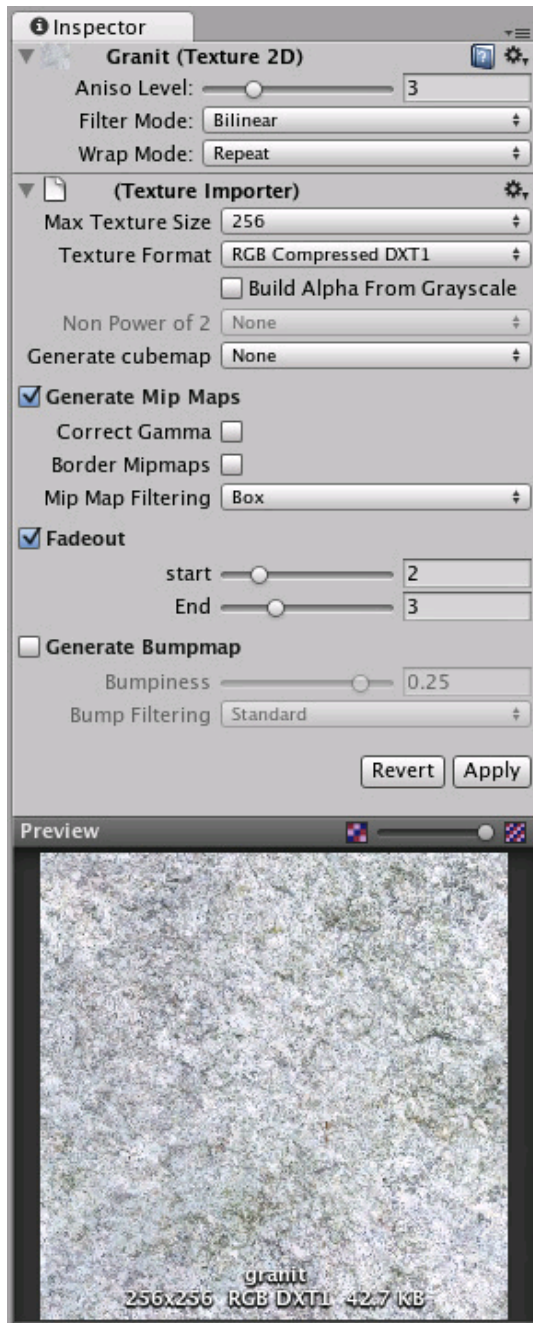 Inspector
Granit (Texture 2D)
Aniso Level: 3
Filter Mode: Bilinear
Wrap Mode: Repeat
(Texture Importer)
Max Texture Size 256
Texture Format RGB Compressed DXT1
Build Alpha From Grayscale
Non Power of 2 None
Generate cubemap None
Generate Mip Maps
Correct Gamma
Border Mipmaps
Mip Map Filtering Box
Fadeout
start 2
End 3
Generate Bumpmap
Bumpiness 0.25
Bump Filtering Standard
Revert Apply
Preview
granit
256x256 RGB DXT1 42.7 KB